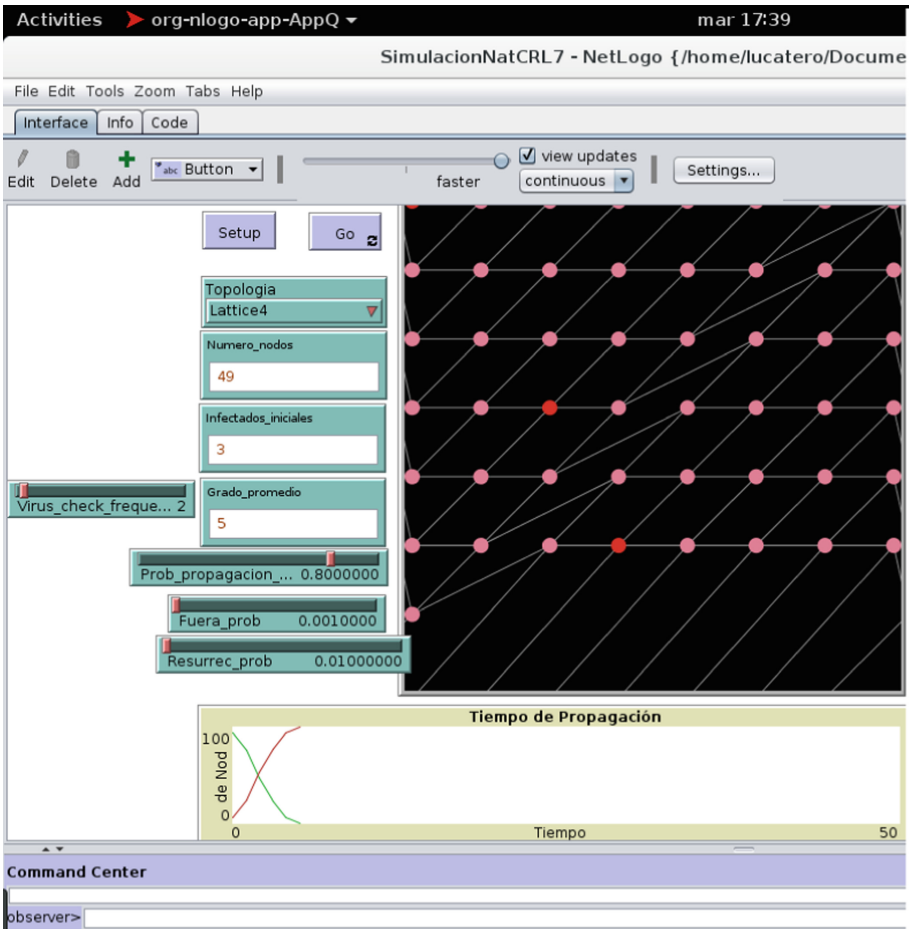 Activities org-nlogo-app-AppQ mar 17:39
SimulacionNatCRL7 - NetLogo {/home/lucatero/Docume
File Edit Tools Zoom Tabs Help
Interface Info Code
Edit Delete Add abc Button faster view updates continuous Settings...
Setup Go
Topologia
Lattice4
Numero_nodos
49
Infectados_iniciales
3
Virus_check_freque... 2
Grado_promedio
5
Prob_propagacion_... 0.8000000
Fuera_prob 0.0010000
Resurrec_prob 0.01000000
Tiempo de Propagación
100
de Nod
0
0 Tiempo 50
Command Center
observer>